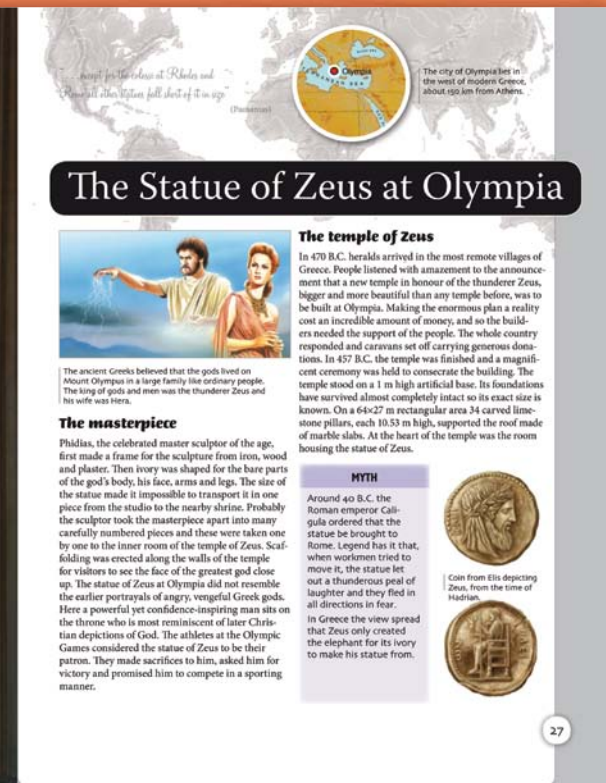 "... except for the colossi at Rhodes and
Rome all other statues fall short of it in size
(Pausanias)
Olympia
The city of Olympia lies in
the west of modern Greece,
about 150 km from Athens.
The Statue of Zeus at Olympia
The ancient Greeks believed that the gods lived on
Mount Olympus in a large family like ordinary people.
The king of gods and men was the thunderer Zeus and
his wife was Hera.
The masterpiece
Phidias, the celebrated master sculptor of the age,
first made a frame for the sculpture from iron, wood
and plaster. Then ivory was shaped for the bare parts
of the god's body, his face, arms and legs. The size of
the statue made it impossible to transport it in one
piece from the studio to the nearby shrine. Probably
the sculptor took the masterpiece apart into many
carefully numbered pieces and these were taken one
by one to the inner room of the temple of Zeus. Scaf-
folding was erected along the walls of the temple
for visitors to see the face of the greatest god close
up. The statue of Zeus at Olympia did not resemble
the earlier portrayals of angry, vengeful Greek gods.
Here a powerful yet confidence-inspiring man sits on
the throne who is most reminiscent of later Chris-
tian depictions of God. The athletes at the Olympic
Games considered the statue of Zeus to be their
patron. They made sacrifices to him, asked him for
victory and promised him to compete in a sporting
manner.
The temple of Zeus
In 470 B.C. heralds arrived in the most remote villages of
Greece. People listened with amazement to the announce-
ment that a new temple in honour of the thunderer Zeus,
bigger and more beautiful than any temple before, was to
be built at Olympia. Making the enormous plan a reality
cost an incredible amount of money, and so the build-
ers needed the support of the people. The whole country
responded and caravans set off carrying generous dona-
tions. In 457 B.C. the temple was finished and a magnifi-
cent ceremony was held to consecrate the building. The
temple stood on a 1 m high artificial base. Its foundations
have survived almost completely intact so its exact size is
known. On a 64×27 m rectangular area 34 carved lime-
stone pillars, each 10.53 m high, supported the roof made
of marble slabs. At the heart of the temple was the room
housing the statue of Zeus.
MYTH
Around 40 B.C. the
Roman emperor Cali-
gula ordered that the
statue be brought to
Rome. Legend has it that,
when workmen tried to
move it, the statue let
out a thunderous peal of
laughter and they fled in
all directions in fear.
In Greece the view spread
that Zeus only created
the elephant for its ivory
to make his statue from.
Coin from Elis depicting
Zeus, from the time of
Hadrian.
27